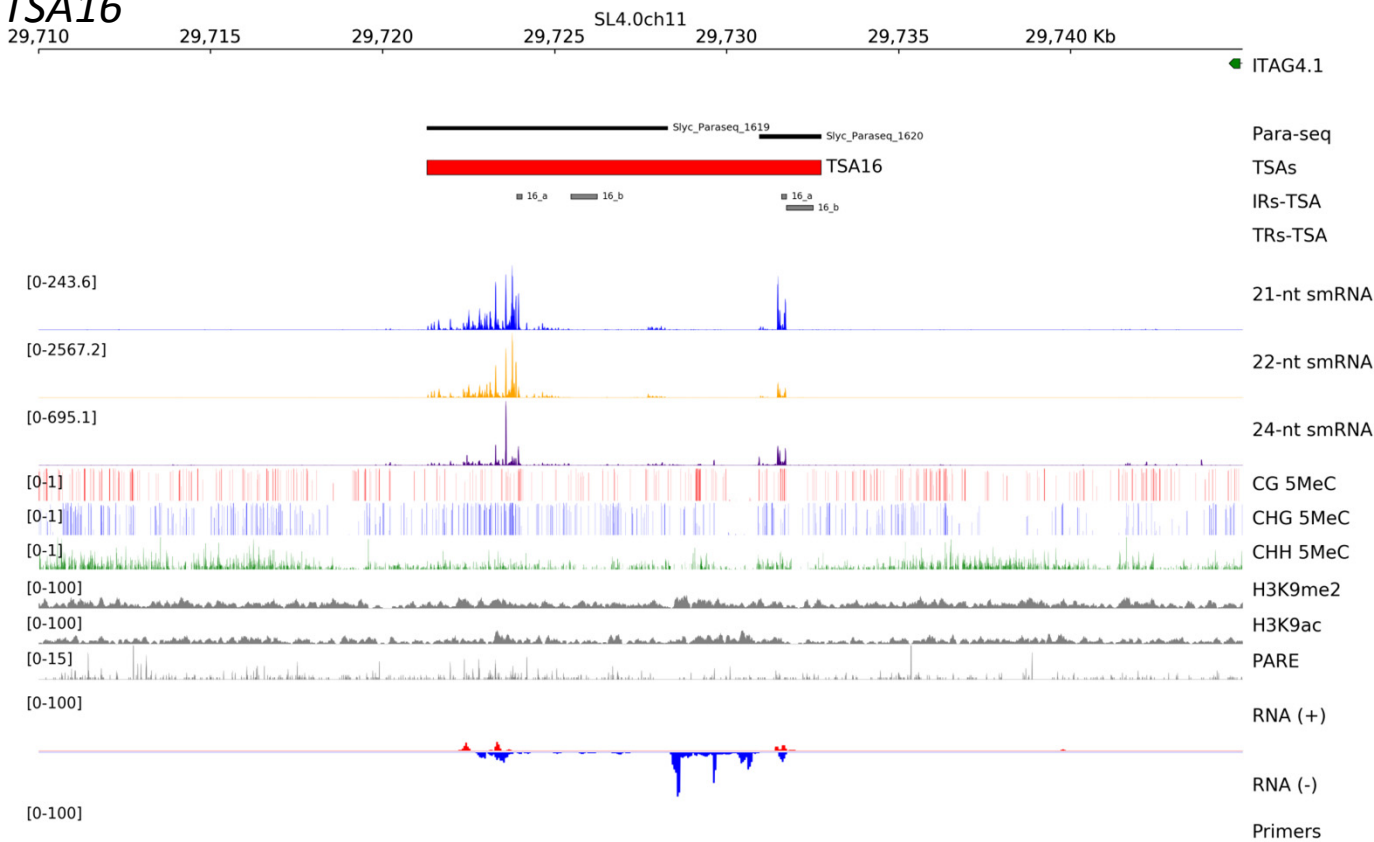 TSA16
SL4.0ch11
29,710 29,715 29,720 29,725 29,730 29,735 29,740 Kb
ITAG4.1
Slyc_Paraseq_1619
Slyc_Paraseq_1620
Para-seq
TSA16
TSAs
16_a 16_b 16_a
16_b
IRs-TSA
TRs-TSA
[0-243.6]
21-nt smRNA
[0-2567.2]
22-nt smRNA
[0-695.1]
24-nt smRNA
[0-1]
CG 5MeC
[0-1]
CHG 5MeC
[0-1]
CHH 5MeC
[0-100]
H3K9me2
[0-100]
H3K9ac
[0-15]
PARE
[0-100]
RNA (+)
RNA (-)
[0-100]
Primers